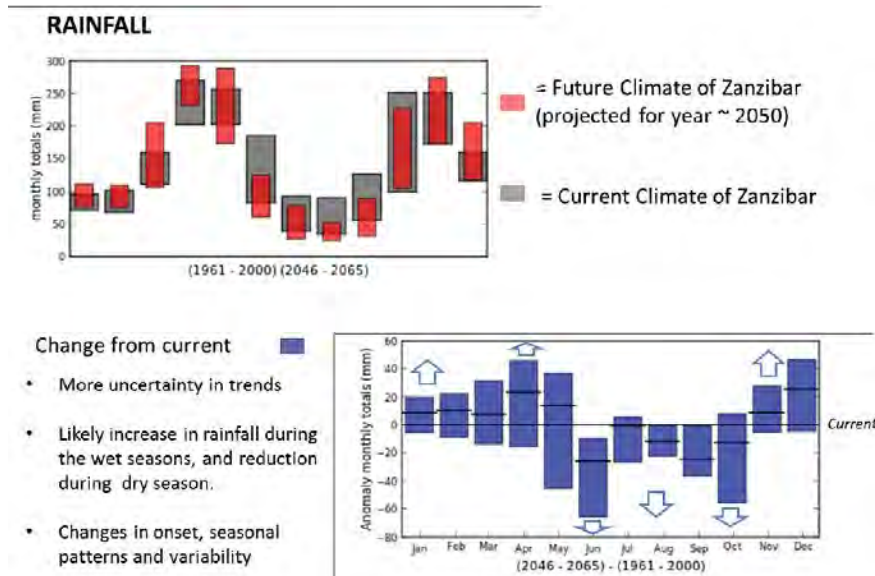 RAINFALL
monthly totals (mm)
300
250
200
150
100
50
0
(1961 - 2000) (2046 - 2065)
= Future Climate of Zanzibar
(projected for year ~ 2050)
= Current Climate of Zanzibar
Change from current
• More uncertainty in trends
• Likely increase in rainfall during
the wet seasons, and reduction
during dry season.
• Changes in onset, seasonal
patterns and variability
Anomaly monthly totals (mm)
60
40
20
0
−20
−40
−60
−80
Current
Jan Feb Mar Apr May Jun Jul Aug Sep Oct Nov Dec
(2046 - 2065) - (1961 - 2000)